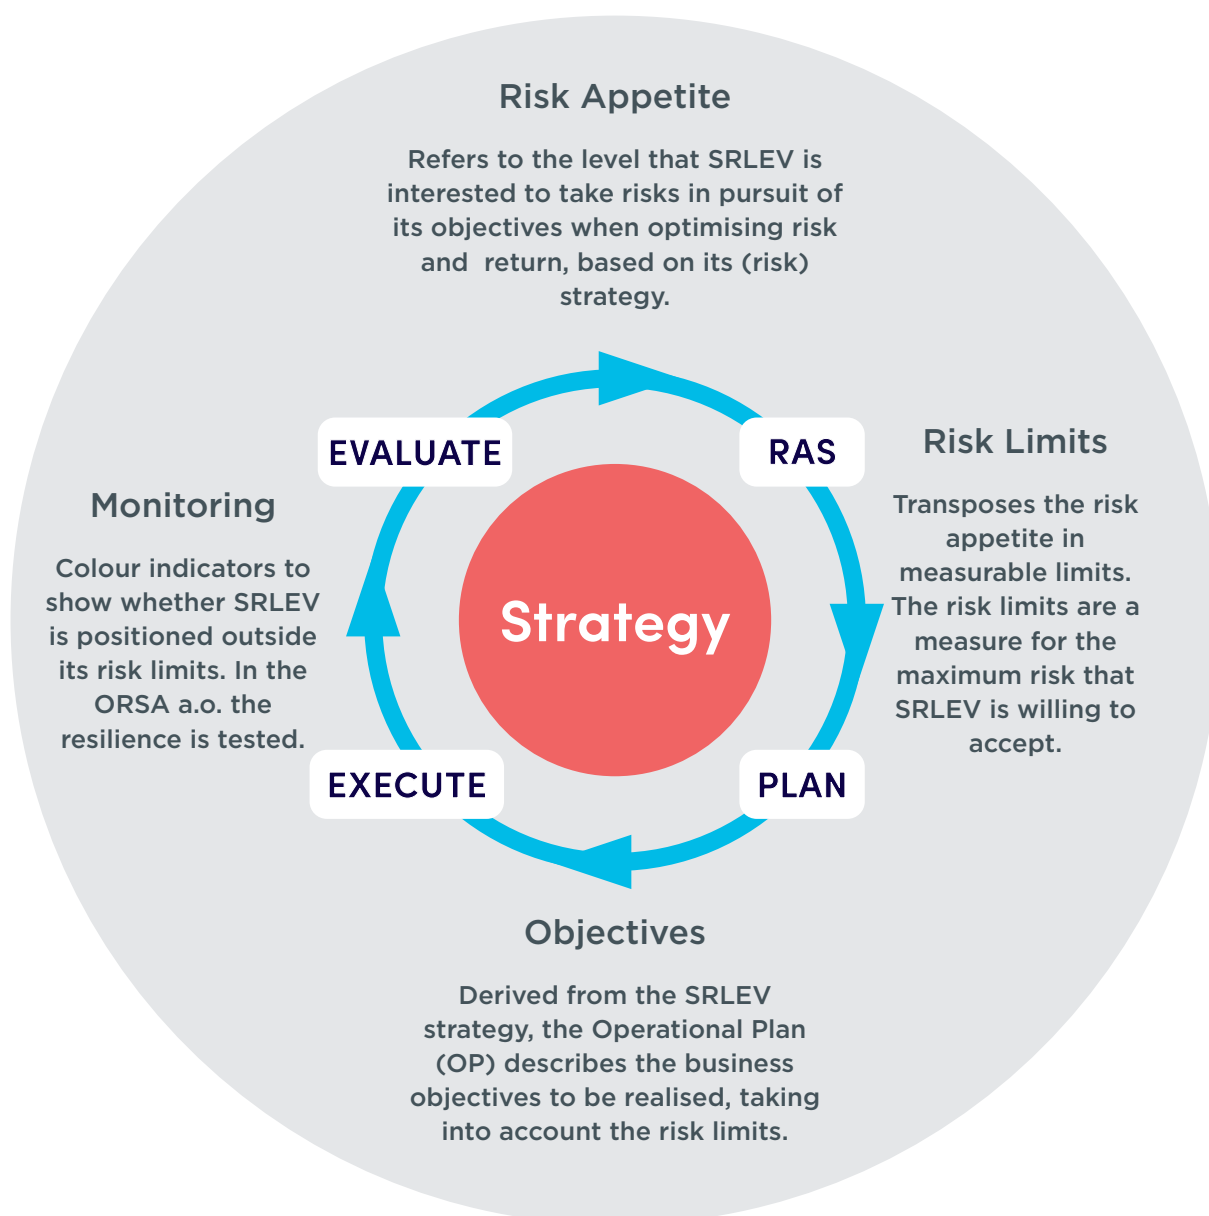 Risk Appetite
Refers to the level that SRLEV is
interested to take risks in pursuit of
its objectives when optimising risk
and  return, based on its (risk)
strategy.
EVALUATE
RAS
Risk Limits
Transposes the risk
appetite in
measurable limits.
The risk limits are a
measure for the
maximum risk that
SRLEV is willing to
accept.
Monitoring
Colour indicators to
show whether SRLEV
is positioned outside
its risk limits. In the
ORSA a.o. the
resilience is tested.
Strategy
EXECUTE
PLAN
Objectives
Derived from the SRLEV
strategy, the Operational Plan
(OP) describes the business
objectives to be realised, taking
into account the risk limits.